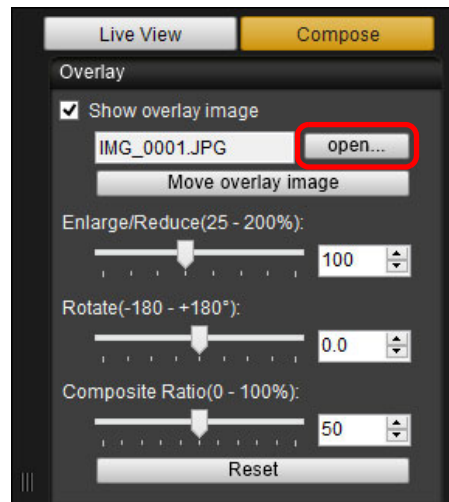 Live View Compose
Overlay
Show overlay image
IMG_0001.JPG open...
Move overlay image
Enlarge/Reduce(25 - 200%):
100
Rotate(-180 - +180°):
0.0
Composite Ratio(0 - 100%):
50
Reset